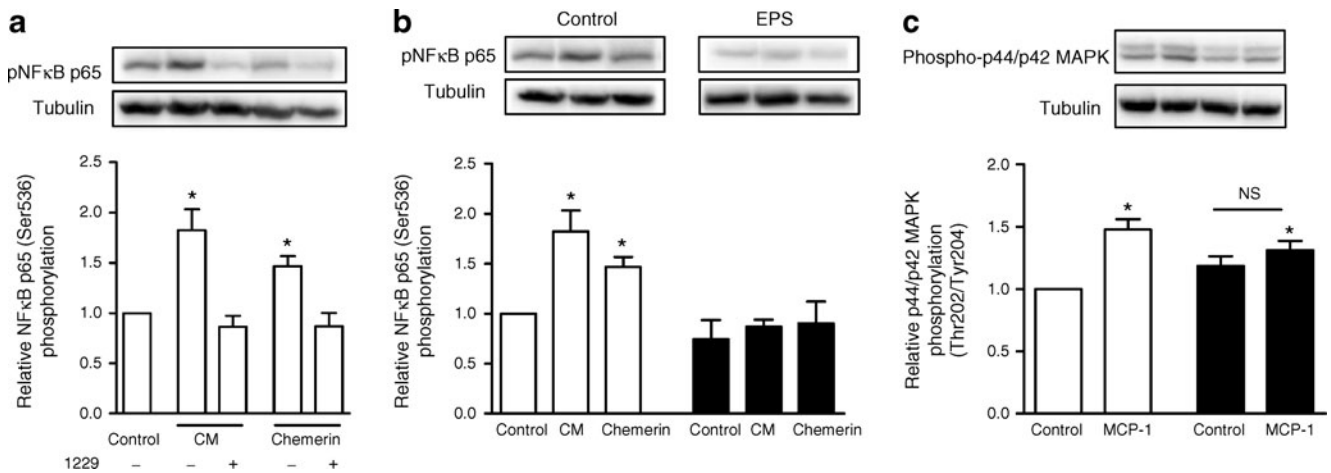 a
pNFκB p65
Tubulin
Relative NFκB p65 (Ser536)
phosphorylation
2.5
2.0
1.5
1.0
0.5
0.0
*
*
Control
CM
Chemerin
1229
–
–
+
–
+
b
Control
EPS
pNFκB p65
Tubulin
Relative NFκB p65 (Ser536)
phosphorylation
2.5
2.0
1.5
1.0
0.5
0.0
*
*
Control
CM
Chemerin
Control
CM
Chemerin
c
Phospho-p44/p42 MAPK
Tubulin
Relative p44/p42 MAPK
phosphorylation
(Thr202/Tyr204)
2.0
1.5
1.0
0.5
0.0
*
NS
*
Control
MCP-1
Control
MCP-1